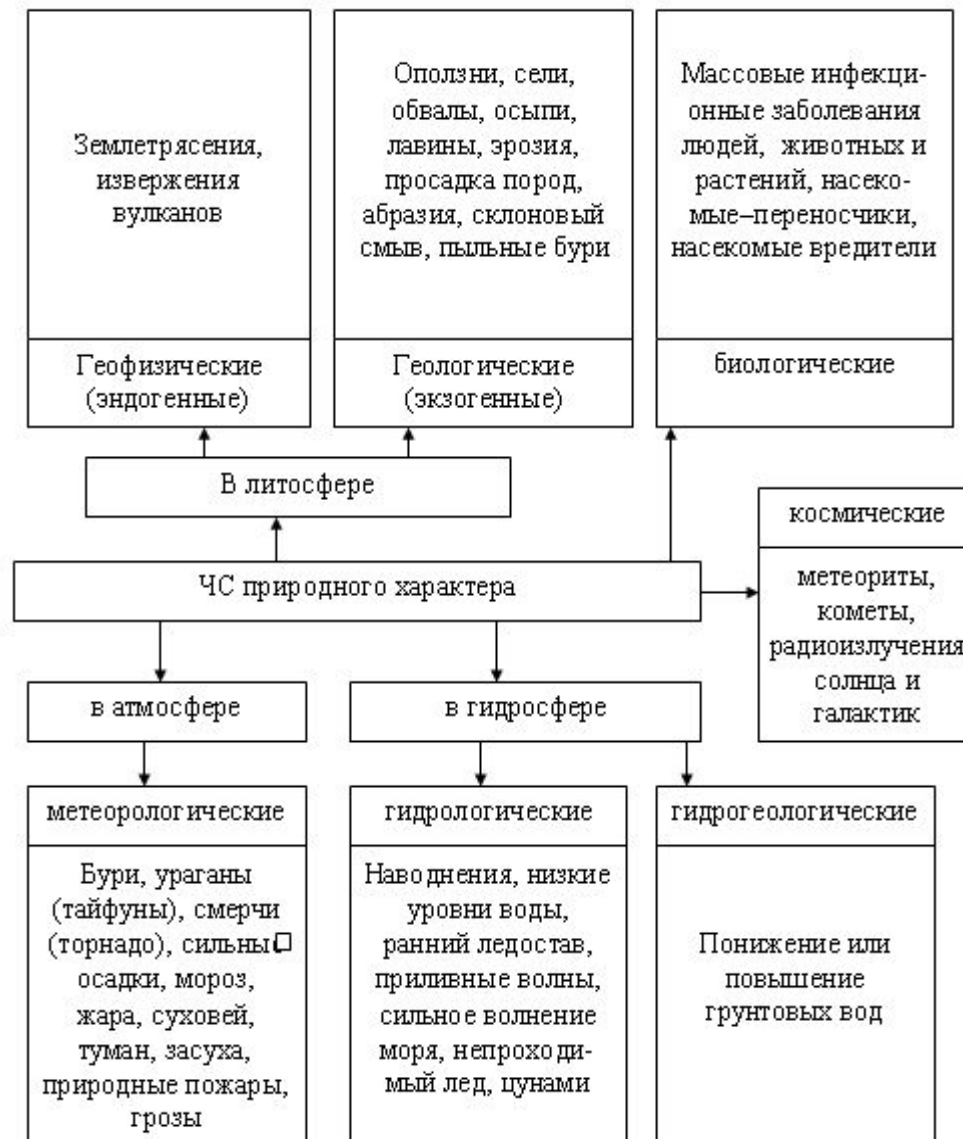 Землетрясения,
извержения
вулканов
Геофизические
(эндогенные)
Оползни, сели,
обвалы, осыпи,
лавины, эрозия,
просадка пород,
абразия, склоновый
смыв, пыльные бури
Геологические
(экзогенные)
Массовые инфекци-
онные заболевания
людей, животных и
растений, насеко-
мые–переносчики,
насекомые вредители
биологические
В литосфере
космические
метеориты,
кометы,
радиоизлучения
солнца и
галактик
ЧС природного характера
в атмосфере
в гидросфере
метеорологические
Бури, ураганы
(тайфуны), смерчи
(торнадо), сильные
осадки, мороз,
жара, суховей,
туман, засуха,
природные пожары,
грозы
гидрологические
Наводнения, низкие
уровни воды,
ранний ледостав,
приливные волны,
сильное волнение
моря, непроходи-
мый лед, цунами
гидрогеологические
Понижение или
повышение
грунтовых вод